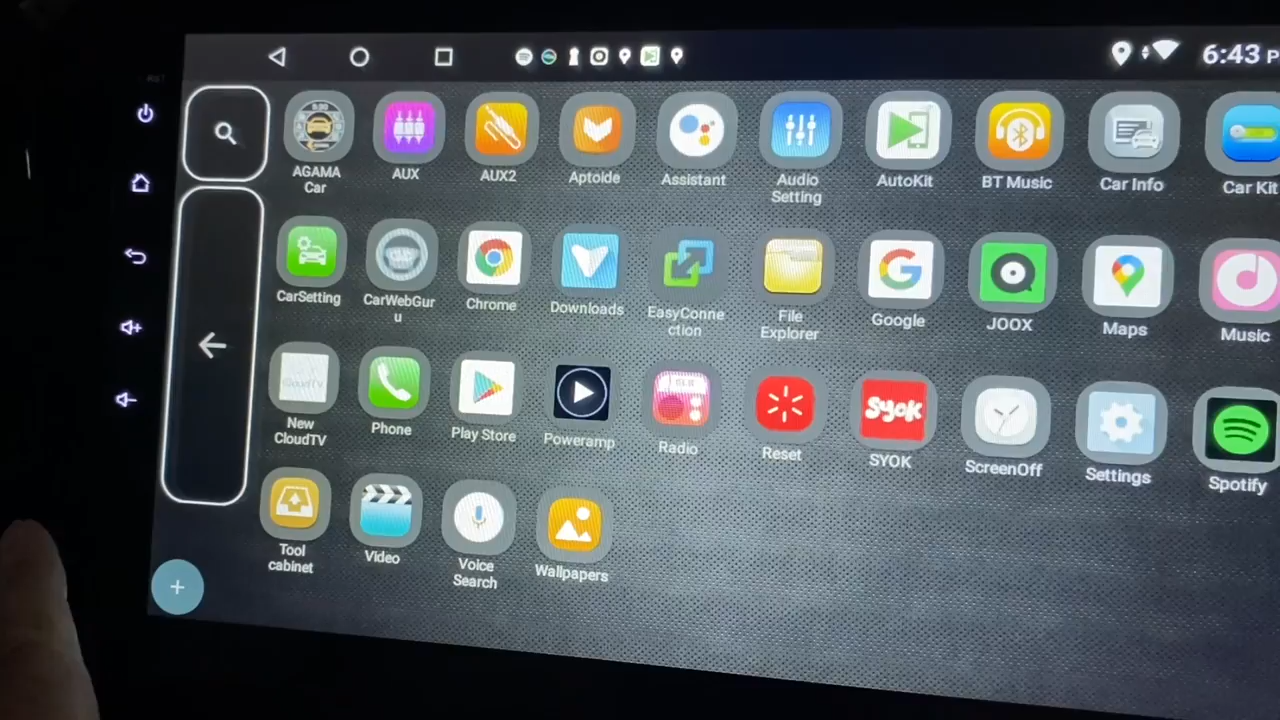 6:43 P
AGAMA
Car
AUX
AUX2
Aptoide
Assistant
Audio
Setting
AutoKit
BT Music
Car Info
Car Kit
CarSetting
CarWebGur
u
Chrome
Downloads
EasyConne
ction
File
Explorer
Google
JOOX
Maps
Music
New
CloudTV
Phone
Play Store
Poweramp
Radio
Reset
SYOK
SYOK
ScreenOff
Settings
Spotify
Tool
cabinet
Video
Voice
Search
Wallpapers